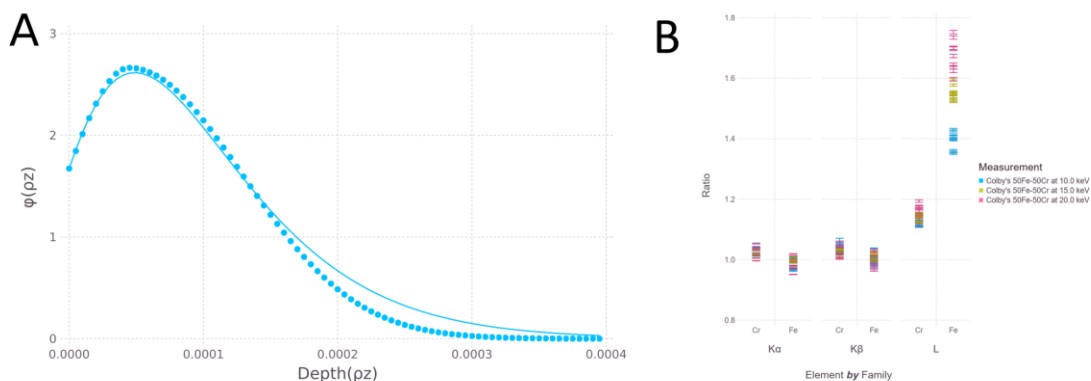 A
φ(ρz)
3
2
1
0
0.0000
0.0001
0.0002
0.0003
0.0004
Depth(ρz)
B
Ratio
1.8
1.6
1.4
1.2
1.0
0.8
Cr
Fe
Cr
Fe
Cr
Fe
Kα
Kβ
L
Element by Family
Measurement
Colby's 50Fe-50Cr at 10.0 keV
Colby's 50Fe-50Cr at 15.0 keV
Colby's 50Fe-50Cr at 20.0 keV